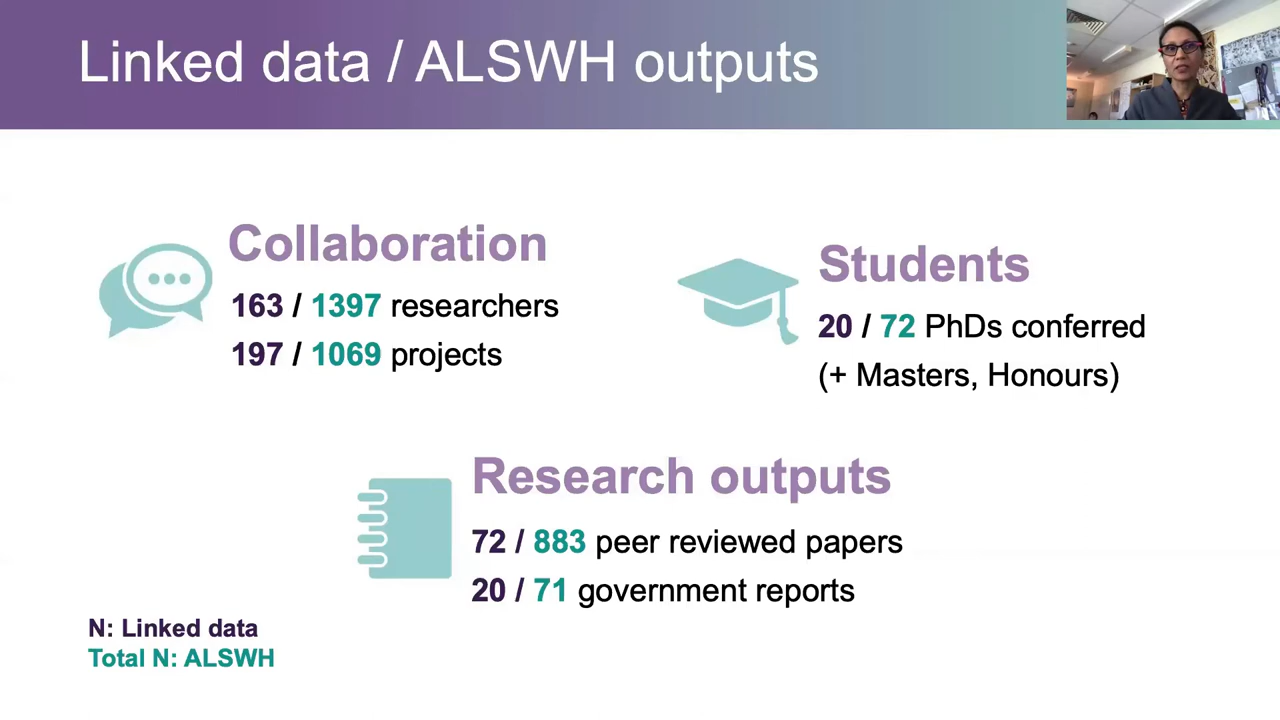 Linked data / ALSWH outputs
Collaboration
163 / 1397 researchers
197 / 1069 projects
Students
20 / 72 PhDs conferred
(+ Masters, Honours)
Research outputs
72 / 883 peer reviewed papers
20 / 71 government reports
N: Linked data
Total N: ALSWH